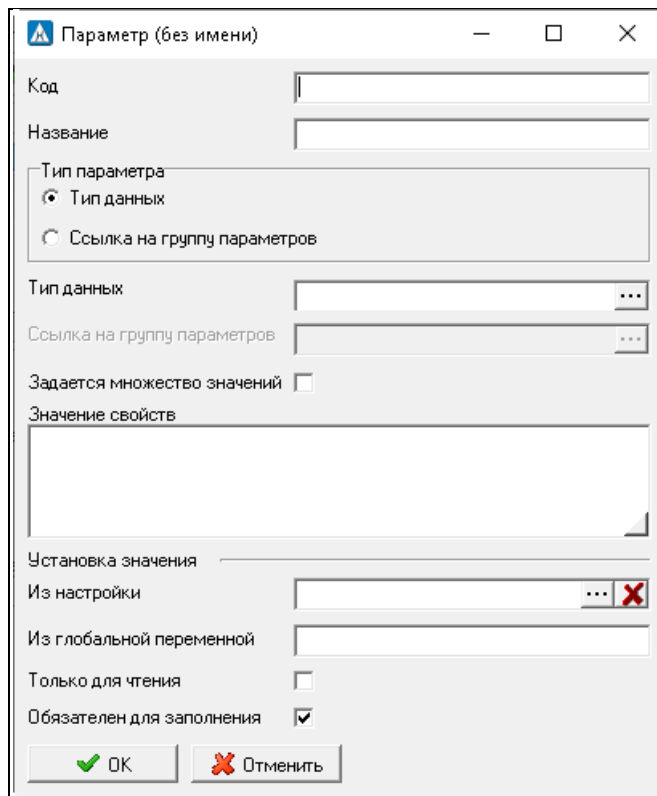 Параметр (без имени)
Код
Название
Тип параметра
Тип данных
Ссылка на группу параметров
Тип данных
...
Ссылка на группу параметров
...
Задается множество значений
Значение свойств
Установка значения
Из настройки
...
Из глобальной переменной
Только для чтения
Обязателен для заполнения
OK Отменить